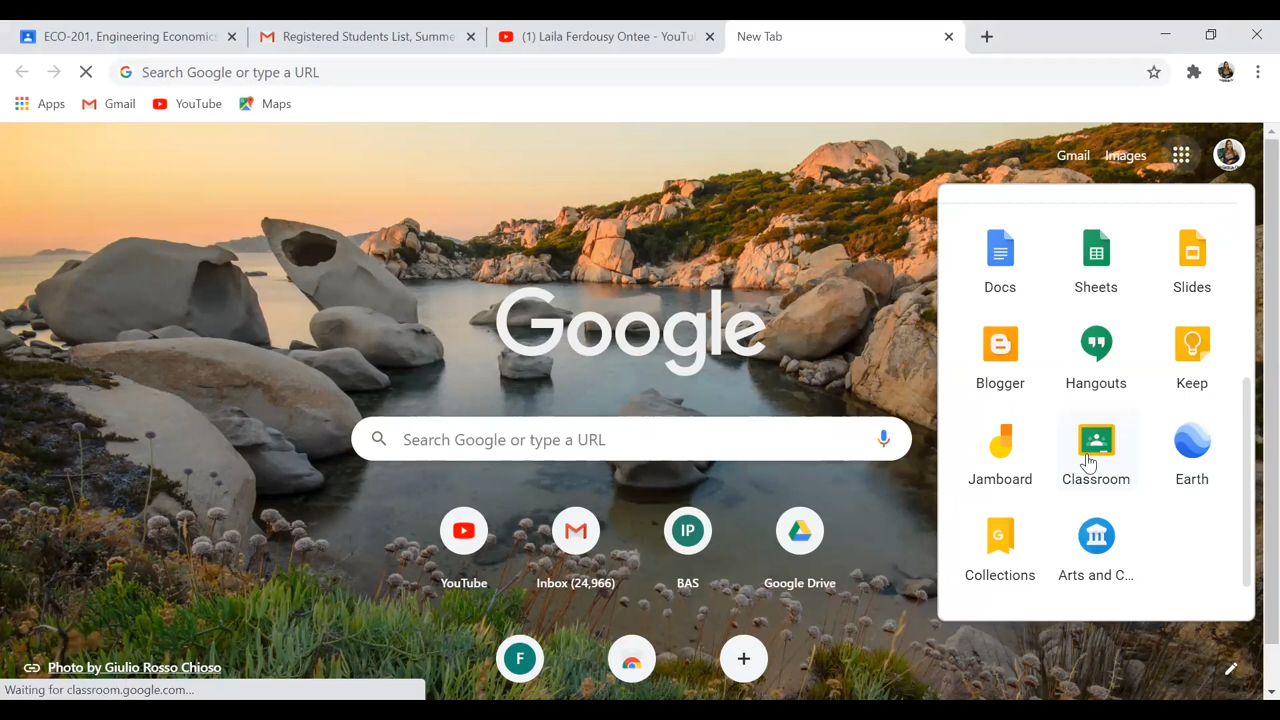 ECO-201, Engineering Economics
Registered Students List, Summe
(1) Laila Ferdousy Ontee - YouTu
New Tab
Search Google or type a URL
Apps
Gmail
YouTube
Maps
Gmail
Images
Google
Docs
Sheets
Slides
Blogger
Hangouts
Keep
Search Google or type a URL
Jamboard
Classroom
Earth
IP
YouTube
Inbox (24,966)
BAS
Google Drive
G
Collections
Arts and C...
F
Photo by Giulio Rosso Chioso
Waiting for classroom.google.com...